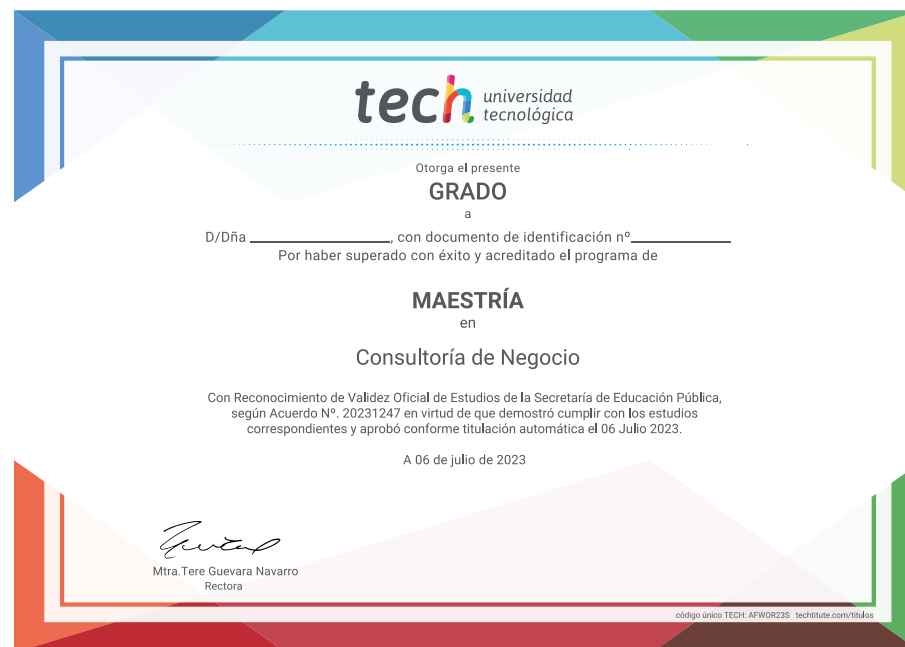 tech universidad
tecnológica
Otorga el presente
GRADO
a
D/Dña ____________, con documento de identificación nº____________
Por haber superado con éxito y acreditado el programa de
MAESTRÍA
en
Consultoría de Negocio
Con Reconocimiento de Validez Oficial de Estudios de la Secretaría de Educación Pública,
según Acuerdo Nº. 20231247 en virtud de que demostró cumplir con los estudios
correspondientes y aprobó conforme titulación automática el 06 Julio 2023.
A 06 de julio de 2023
Mtra.Tere Guevara Navarro
Rectora
código único TECH: AFWOR23S techtitute.com/titulos